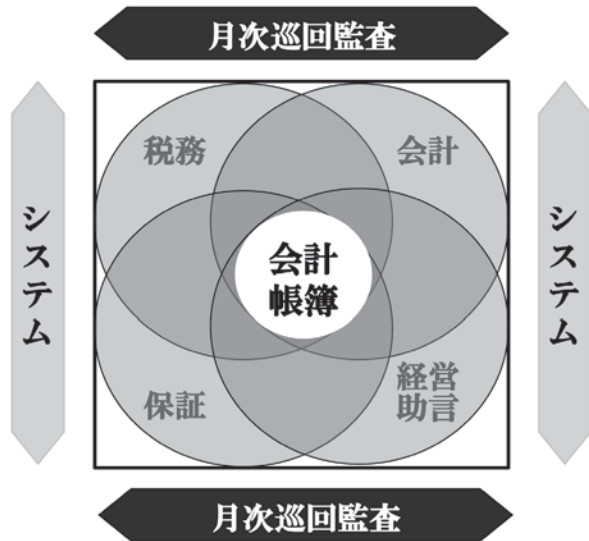 月次巡回監査
税務
会計
システム
会計
帳簿
システム
保証
経営
助言
月次巡回監査